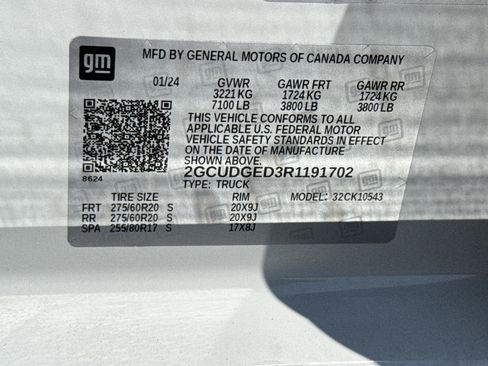 gm
MFD BY GENERAL MOTORS OF CANADA COMPANY
01/24 GVWR GAWR FRT GAWR RR
3221 KG 1724 KG 1724 KG
7100 LB 3800 LB 3800 LB
THIS VEHICLE CONFORMS TO ALL
APPLICABLE U.S. FEDERAL MOTOR
VEHICLE SAFETY STANDARDS IN EFFECT
ON THE DATE OF MANUFACTURE
SHOWN ABOVE.
8624 2GCUDGED3R1191702
TYPE: TRUCK MODEL: 32CK10543
TIRE SIZE RIM
FRT 275/60R20 S 20X9J
RR 275/60R20 S 20X9J
SPA 255/80R17 S 17X8J